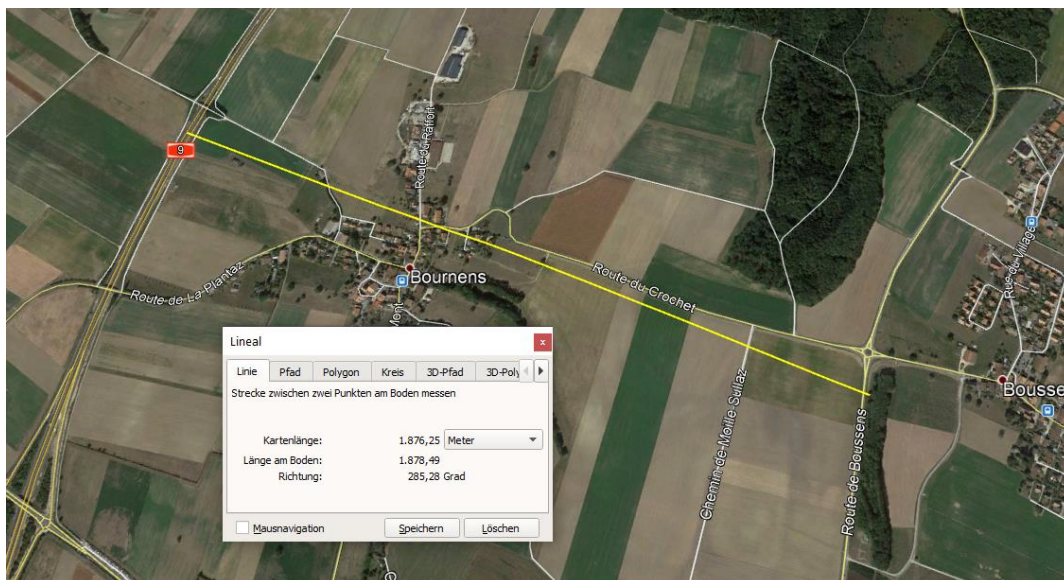 9
Route du Raffort
Bournens
Route de La Plantaz
Mont
Route du Crochet
Rue du Village
Bousse
Chemin de Moille Sullaz
Route de Boussens
Lineal
x
Linie
Pfad
Polygon
Kreis
3D-Pfad
3D-Poly
Strecke zwischen zwei Punkten am Boden messen
Kartenlänge: 1.876,25 Meter
Länge am Boden: 1.878,49
Richtung: 285,28 Grad
Mausnavigation
Speichern
Löschen